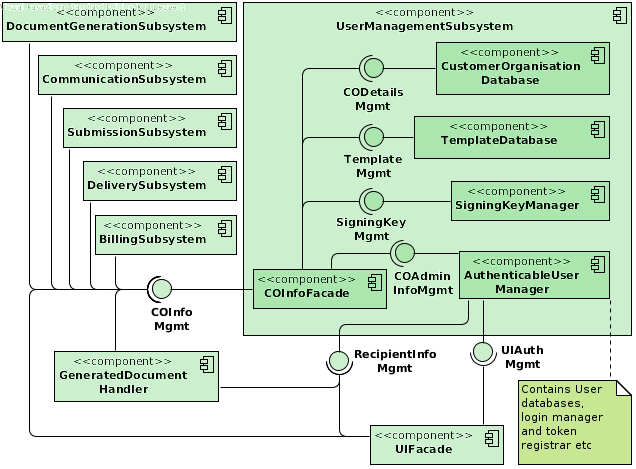 <<component>>
DocumentGenerationSubsystem
<<component>>
CommunicationSubsystem
<<component>>
SubmissionSubsystem
<<component>>
DeliverySubsystem
<<component>>
BillingSubsystem
<<component>>
UserManagementSubsystem
<<component>>
CustomerOrganisation
Database
CODetails
Mgmt
<<component>>
TemplateDatabase
Template
Mgmt
<<component>>
SigningKeyManager
SigningKey
Mgmt
<<component>>
AuthenticableUser
Manager
COAdmin
InfoMgmt
<<component>>
COInfoFacade
COInfo
Mgmt
<<component>>
GeneratedDocument
Handler
RecipientInfo
Mgmt
UIAuth
Mgmt
<<component>>
UIFacade
Contains User
databases,
login manager
and token
registrar etc